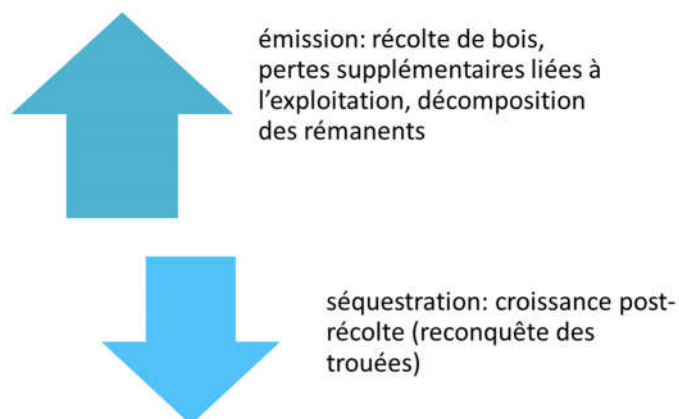 émission: récolte de bois,
pertes supplémentaires liées à
l’exploitation, décomposition
des rémanents
séquestration: croissance post-
récolte (reconquête des
trouées)